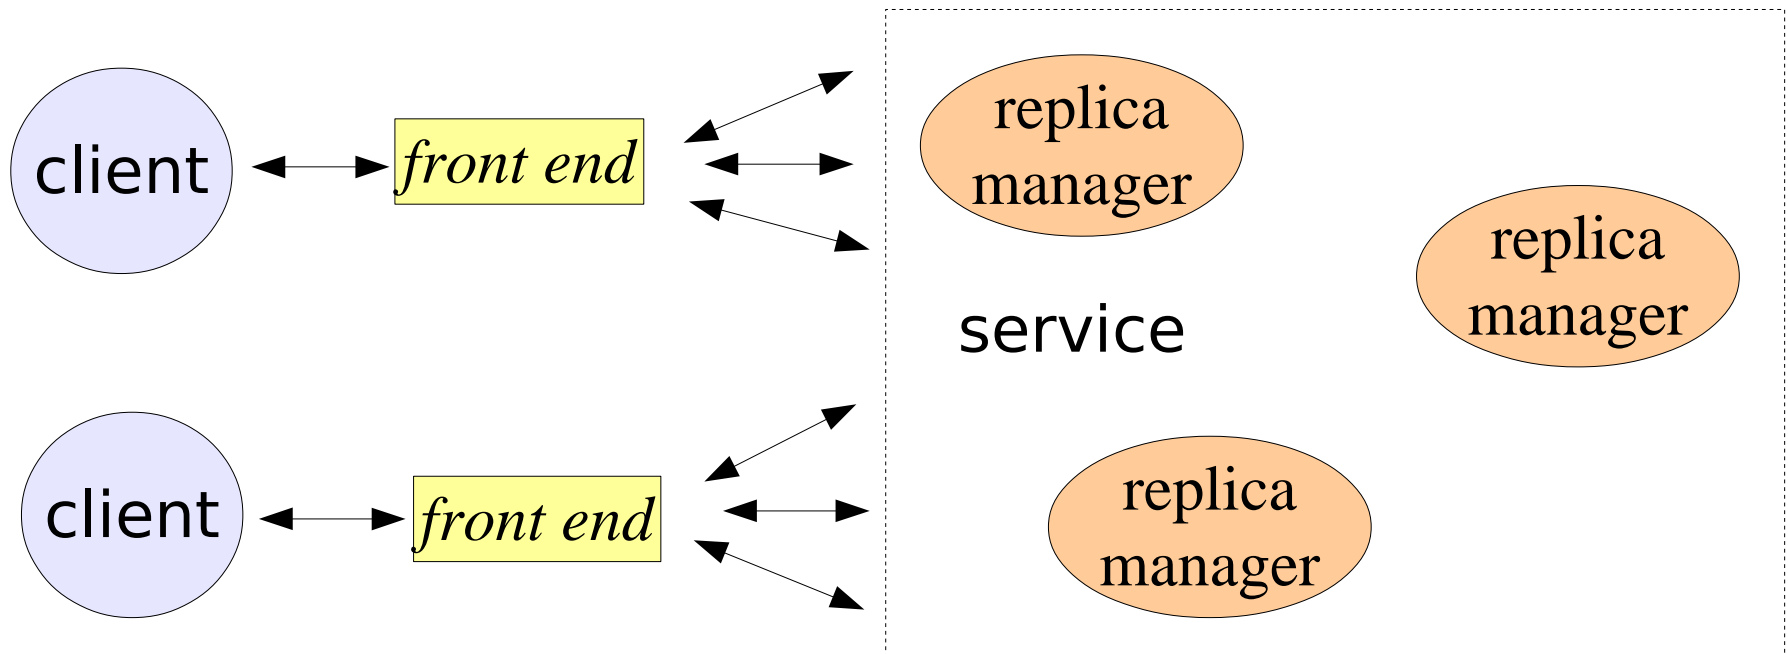 client
front end
replica
manager
replica
manager
service
client
front end
replica
manager